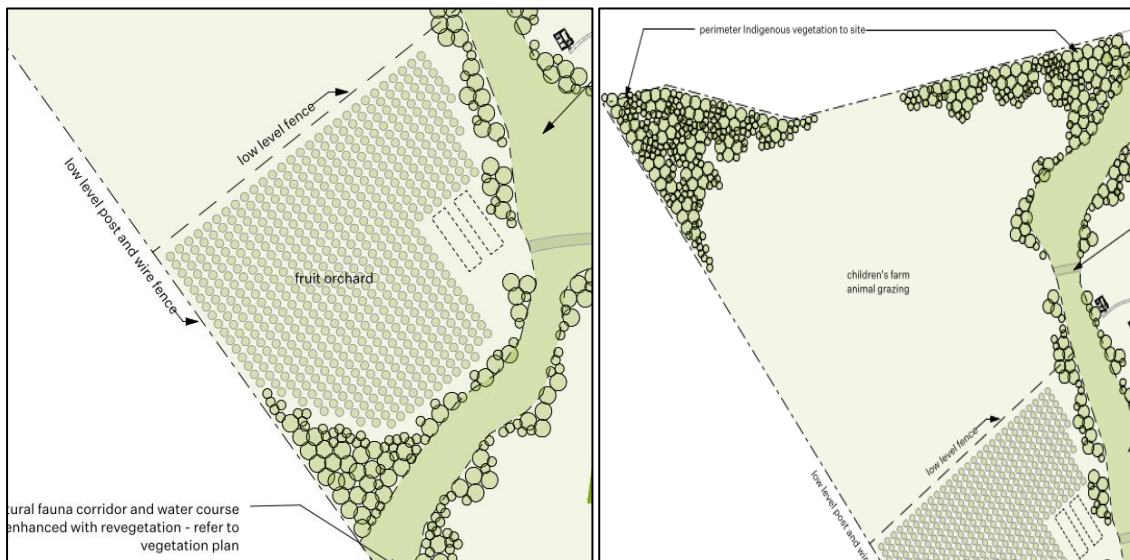 low level fence
low level post and wire fence
fruit orchard
tural fauna corridor and water course
enhanced with revegetation - refer to
vegetation plan
perimeter Indigenous vegetation to site
children's farm
animal grazing
low level fence
low level post and wire